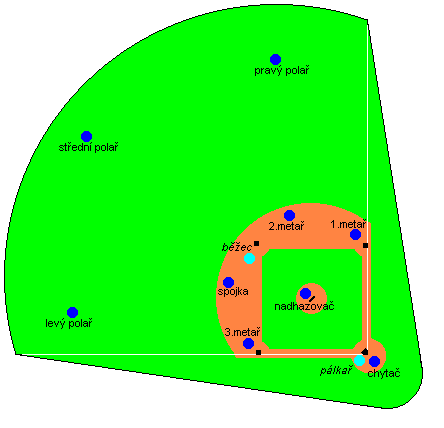 pravý polař
střední polař
2.metař
1.metař
běžec
spojka
nadhazovač
levý polař
3.metař
pálkař
chytač